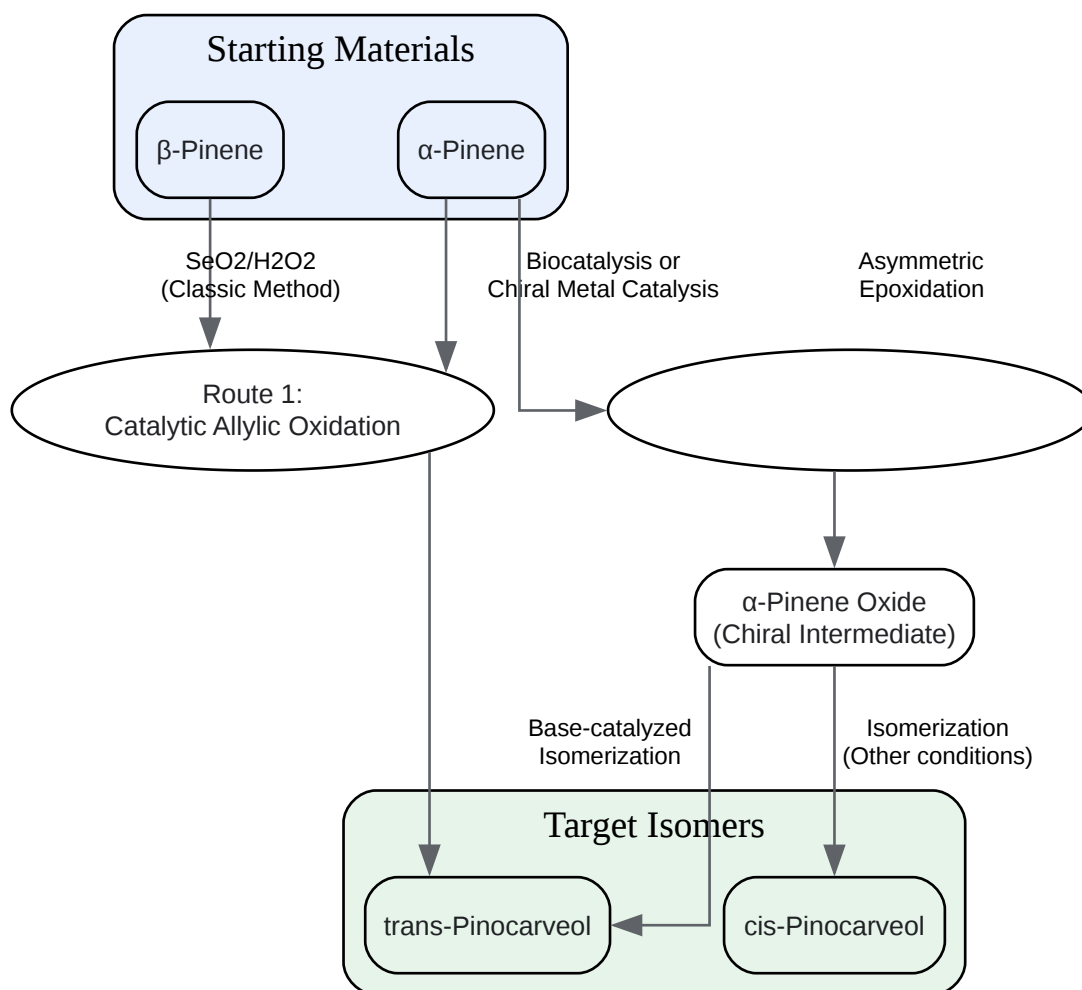 Starting Materials
β-Pinene
α-Pinene
SeO2/H2O2
(Classic Method)
Biocatalysis or
Chiral Metal Catalysis
Asymmetric
Epoxidation
Route 1:
Catalytic Allylic Oxidation
α-Pinene Oxide
(Chiral Intermediate)
Base-catalyzed
Isomerization
Isomerization
(Other conditions)
Target Isomers
trans-Pinocarveol
cis-Pinocarveol